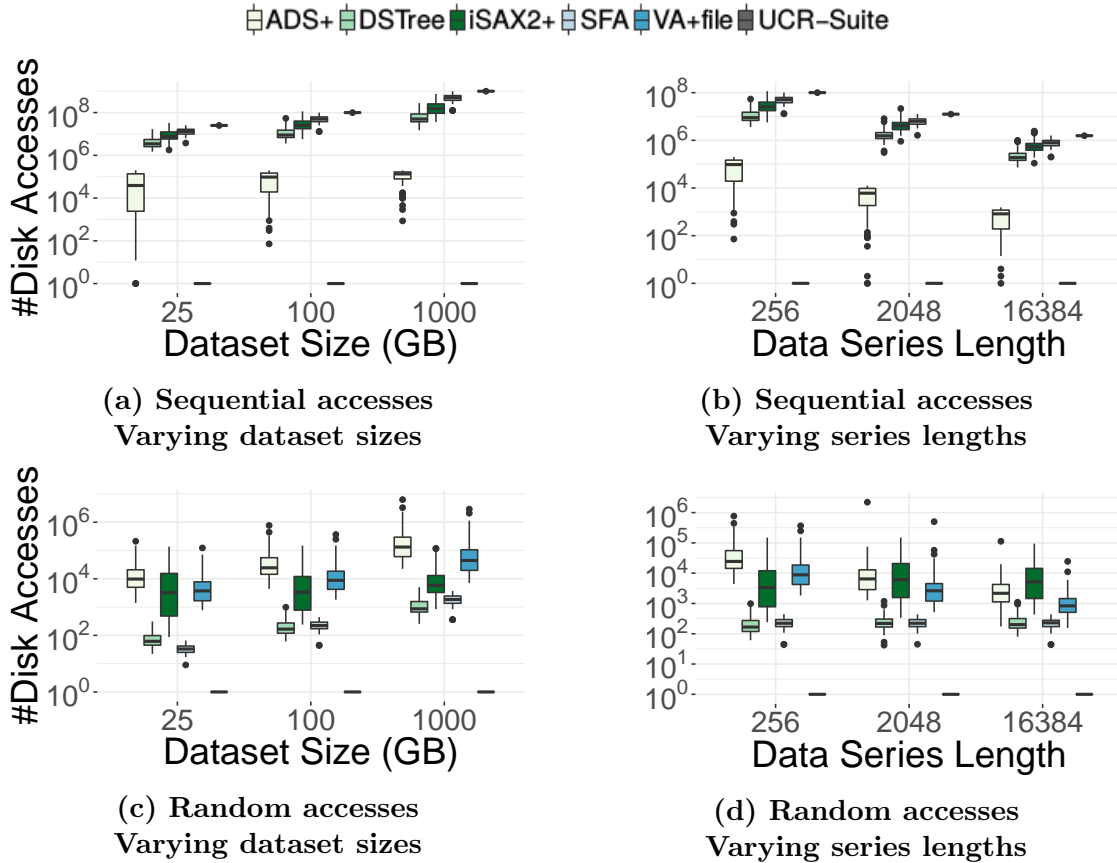 ADS+ DSTree iSAX2+ SFA VA+file UCR−Suite
#Disk Accesses
10^8
10^6
10^4
10^2
10^0
25 100 1000
Dataset Size (GB)
(a) Sequential accesses
Varying dataset sizes
10^8
10^6
10^4
10^2
10^0
256 2048 16384
Data Series Length
(b) Sequential accesses
Varying series lengths
#Disk Accesses
10^6
10^4
10^2
10^0
25 100 1000
Dataset Size (GB)
(c) Random accesses
Varying dataset sizes
10^6
10^5
10^4
10^3
10^2
10^1
10^0
256 2048 16384
Data Series Length
(d) Random accesses
Varying series lengths